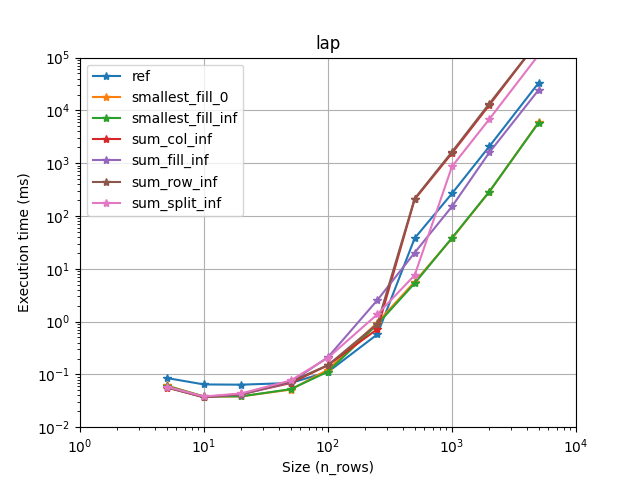 lap
10^5
10^4
10^3
10^2
10^1
10^0
10^-1
10^-2
Execution time (ms)
ref
smallest_fill_0
smallest_fill_inf
sum_col_inf
sum_fill_inf
sum_row_inf
sum_split_inf
10^0
10^1
10^2
10^3
10^4
Size (n_rows)